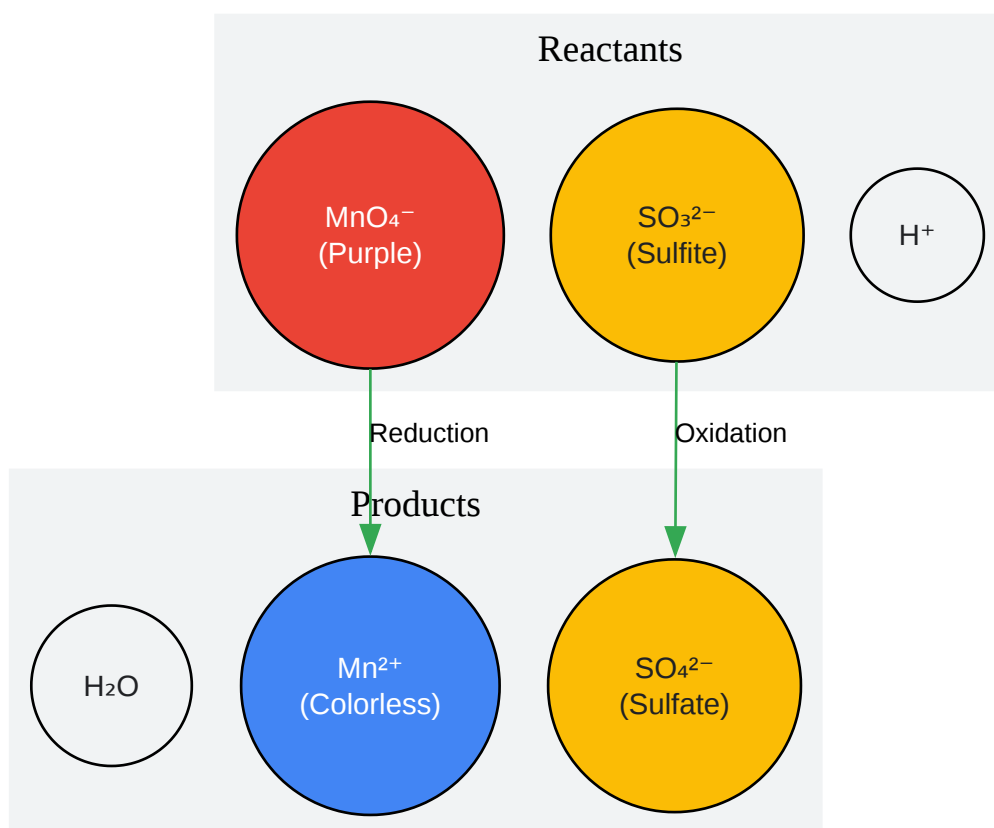 Reactants
MnO₄⁻
(Purple)
SO₃²⁻
(Sulfite)
H⁺
Reduction
Oxidation
Products
H₂O
Mn²⁺
(Colorless)
SO₄²⁻
(Sulfate)